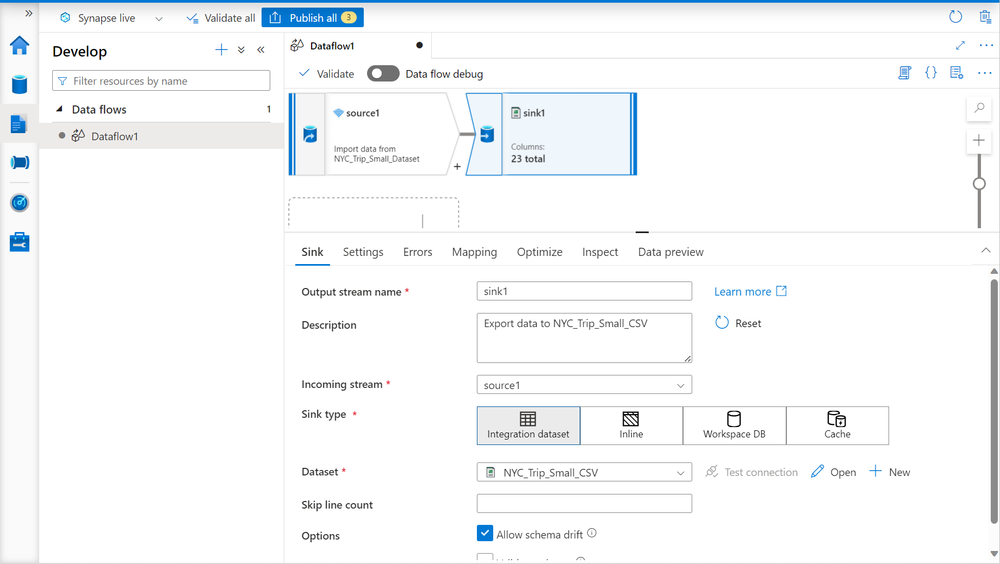 Synapse live
Validate all
Publish all 3
Develop
Dataflow1
Validate
Data flow debug
Filter resources by name
Data flows 1
Dataflow1
source1
Import data from
NYC_Trip_Small_Dataset
+
sink1
Columns:
23 total
Sink Settings Errors Mapping Optimize Inspect Data preview
Output stream name *
sink1
Learn more
Description
Export data to NYC_Trip_Small_CSV
Reset
Incoming stream *
source1
Sink type *
Integration dataset
Inline
Workspace DB
Cache
Dataset *
NYC_Trip_Small_CSV
Test connection
Open
New
Skip line count
Options
Allow schema drift